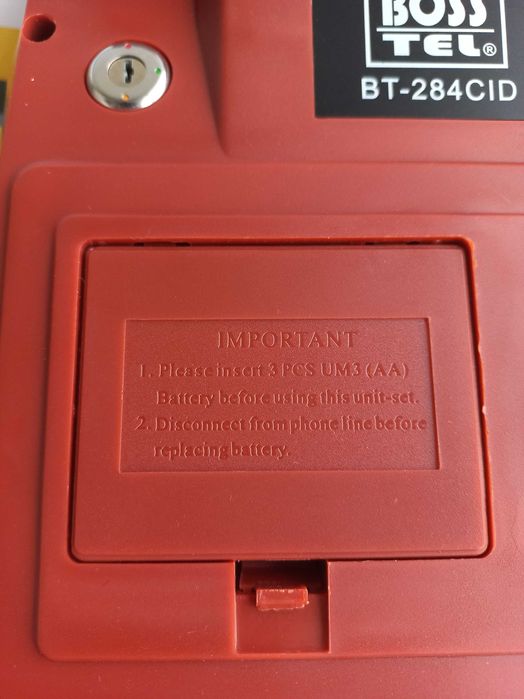 BOSS
TEL®
BT-284CID
IMPORTANT
1. Please insert 3 PCS UM3 (AA)
Battery before using this unit-set.
2. Disconnect from phone line before
replacing battery.